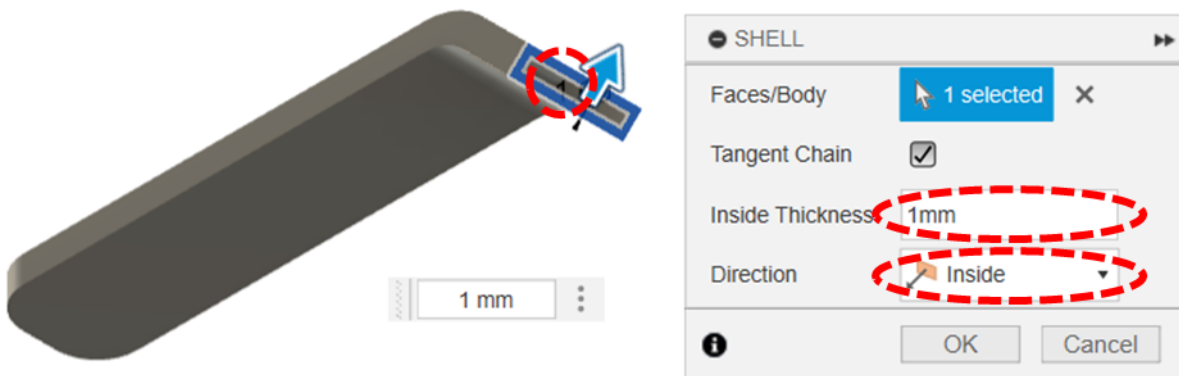 1 mm
SHELL
Faces/Body 1 selected
Tangent Chain
Inside Thickness 1mm
Direction Inside
OK Cancel